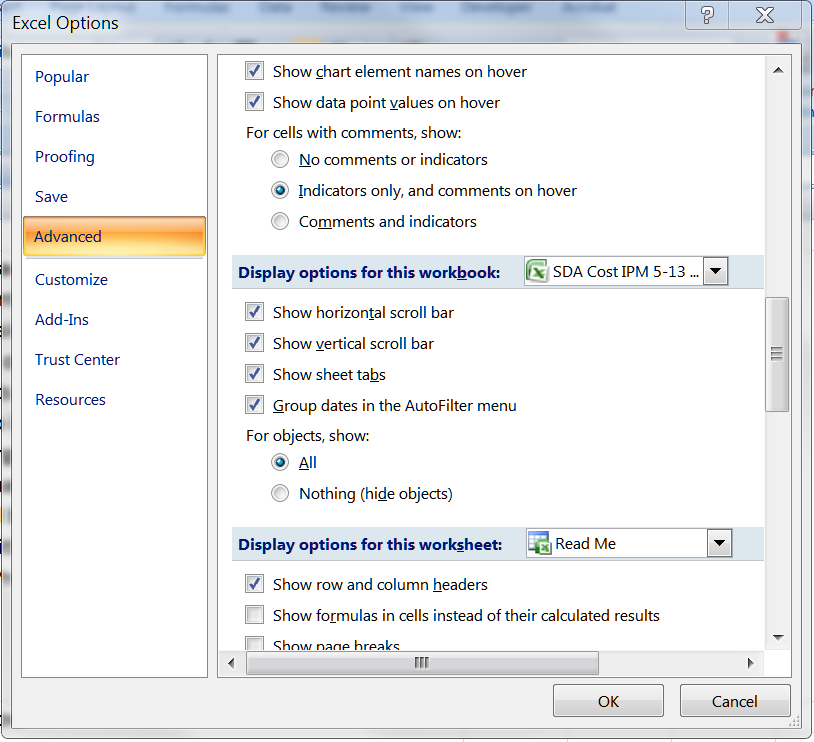 Excel Options
Popular
Formulas
Proofing
Save
Advanced
Customize
Add-Ins
Trust Center
Resources
Show chart element names on hover
Show data point values on hover
For cells with comments, show:
No comments or indicators
Indicators only, and comments on hover
Comments and indicators
Display options for this workbook: SDA Cost IPM 5-13 ...
Show horizontal scroll bar
Show vertical scroll bar
Show sheet tabs
Group dates in the AutoFilter menu
For objects, show:
All
Nothing (hide objects)
Display options for this worksheet: Read Me
Show row and column headers
Show formulas in cells instead of their calculated results
Show page breaks
OK Cancel